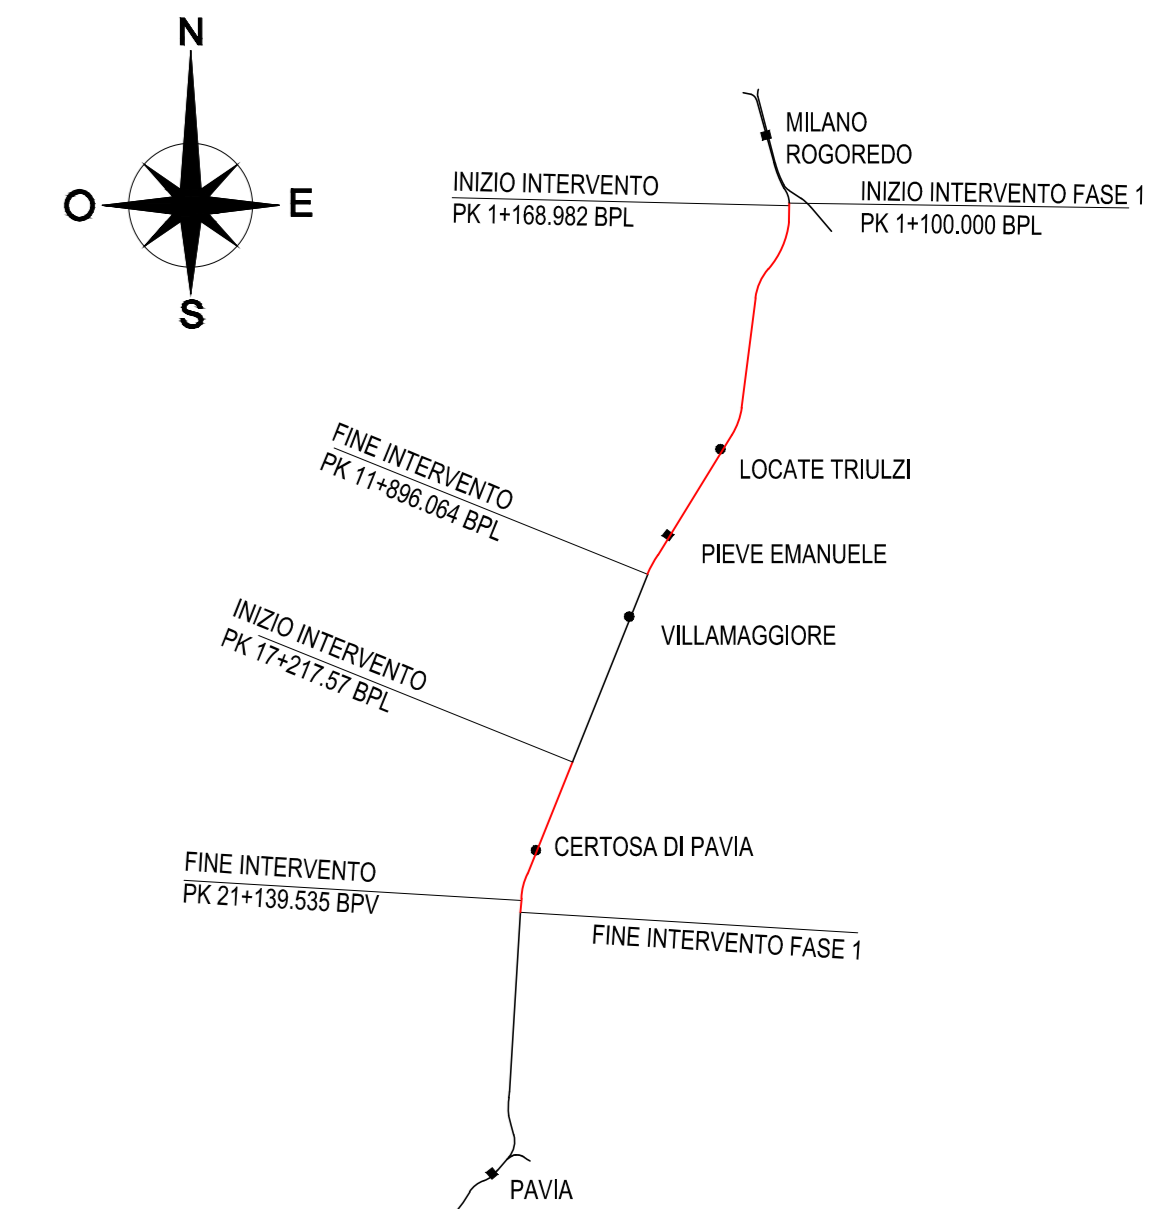 N
O
E
S
MILANO
ROGOREDO
INIZIO INTERVENTO
PK 1+168.982 BPL
INIZIO INTERVENTO FASE 1
PK 1+100.000 BPL
FINE INTERVENTO
PK 11+896.064 BPL
LOCATE TRIULZI
PIEVE EMANUELE
INIZIO INTERVENTO
PK 17+217.57 BPL
VILLAMAGGIORE
CERTOSA DI PAVIA
FINE INTERVENTO
PK 21+139.535 BPV
FINE INTERVENTO FASE 1
PAVIA